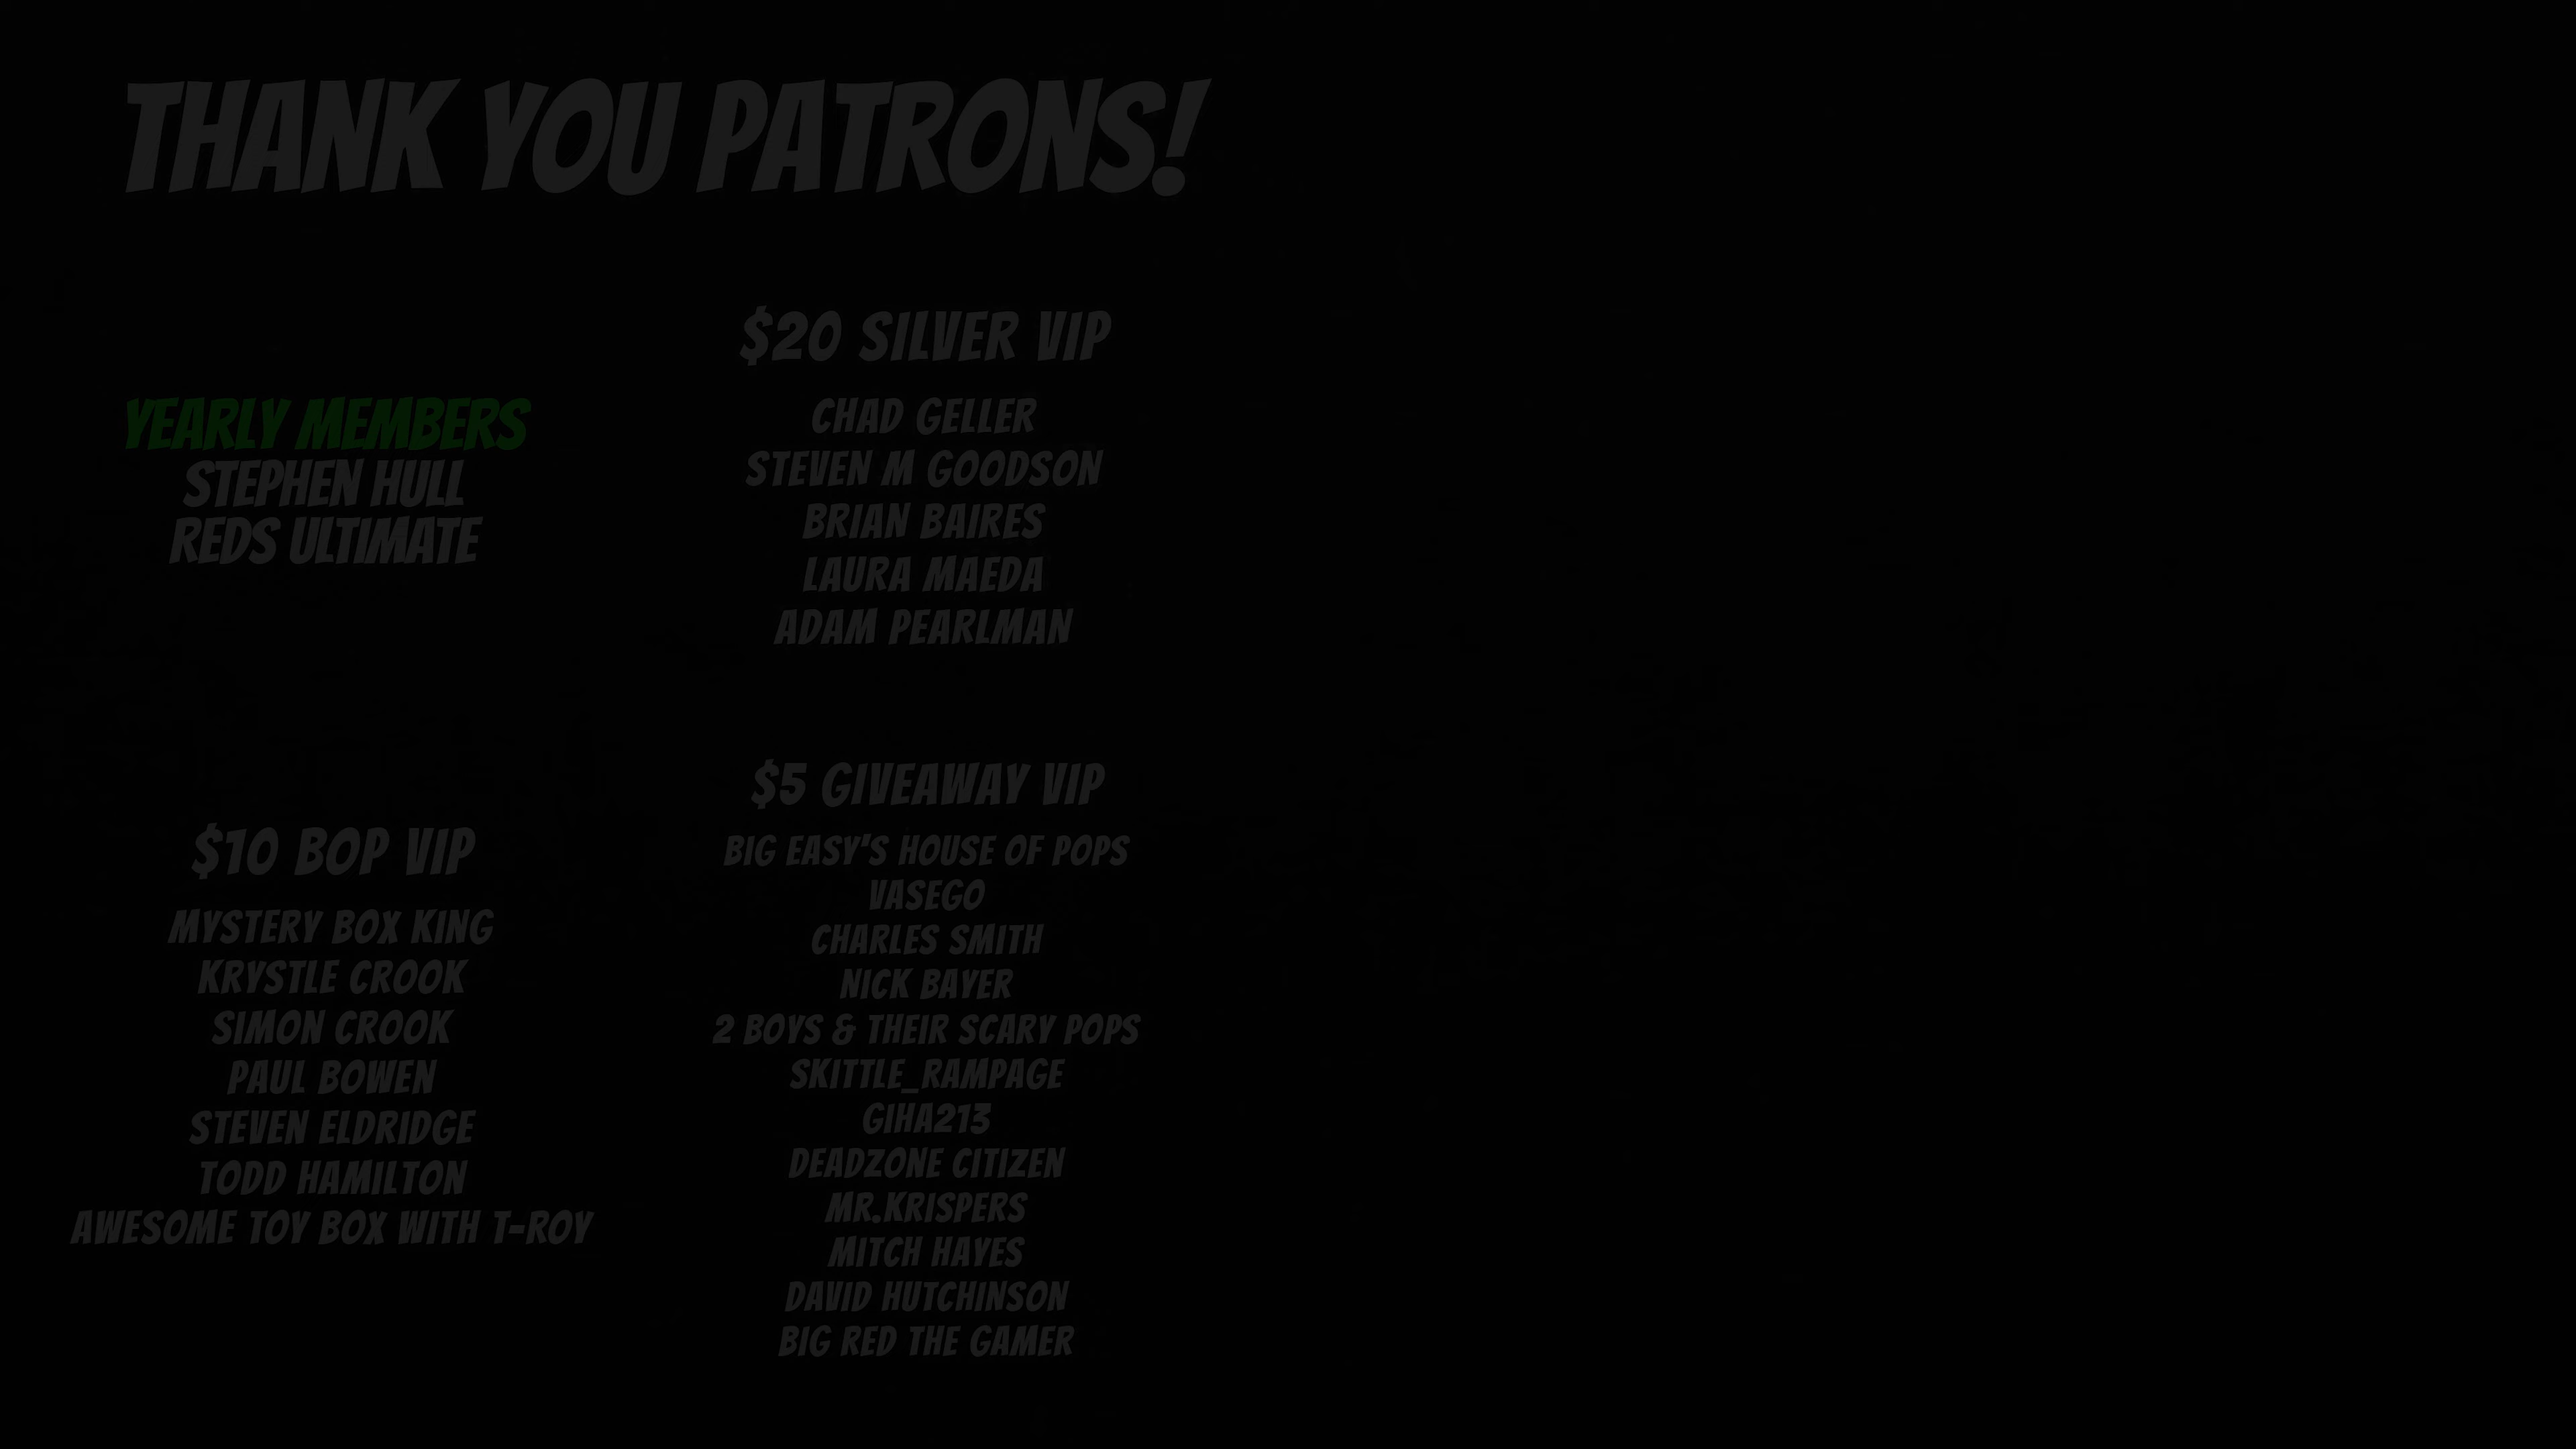 THANK YOU PATRONS!
YEARLY MEMBERS
STEPHEN HULL
REDS ULTIMATE
$20 SILVER VIP
CHAD GELLER
STEVEN M GOODSON
BRIAN BAIRES
LAURA MAEDA
ADAM PEARLMAN
$10 BOP VIP
MYSTERY BOX KING
KRYSTLE CROOK
SIMON CROOK
PAUL BOWEN
STEVEN ELDRIDGE
TODD HAMILTON
AWESOME TOY BOX WITH T-ROY
$5 GIVEAWAY VIP
BIG EASY'S HOUSE OF POPS
VASEGO
CHARLES SMITH
NICK BAYER
2 BOYS & THEIR SCARY POPS
SKITTLE_RAMPAGE
GIHA213
DEADZONE CITIZEN
MR.KRISPERS
MITCH HAYES
DAVID HUTCHINSON
BIG RED THE GAMER